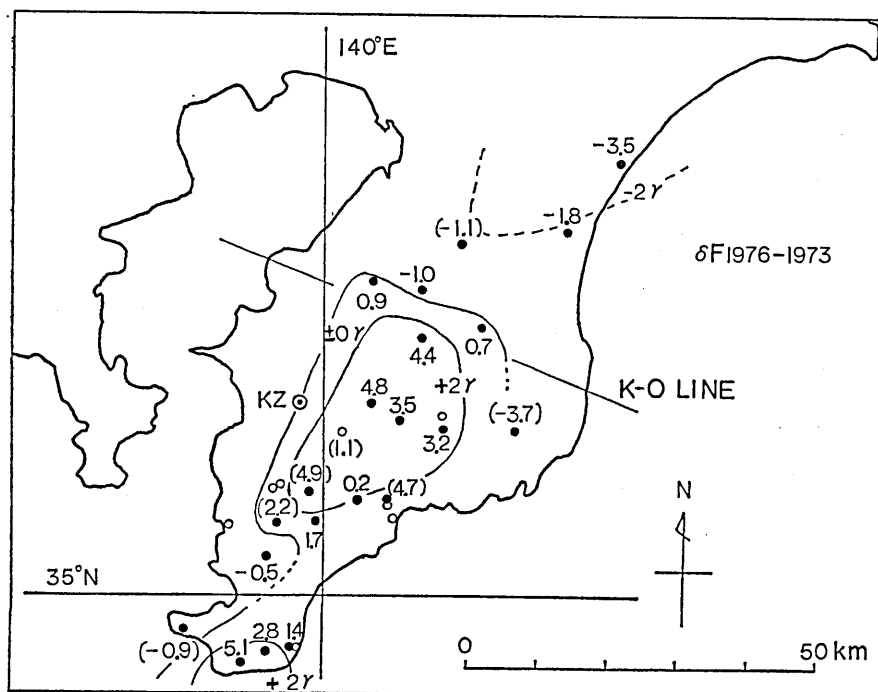 140°E
-3.5
-2γ
-1.8
(-1.1)
δF1976-1973
-1.0
0.9
±0γ
0.7
4.4
+2γ
K-O LINE
KZ
4.8
3.5
(-3.7)
3.2
(1.1)
(4.9)
0.2
(4.7)
(2.2)
1.7
N
-0.5
35°N
(-0.9)
5.1
2.8
1.4
+2γ
0
50 km